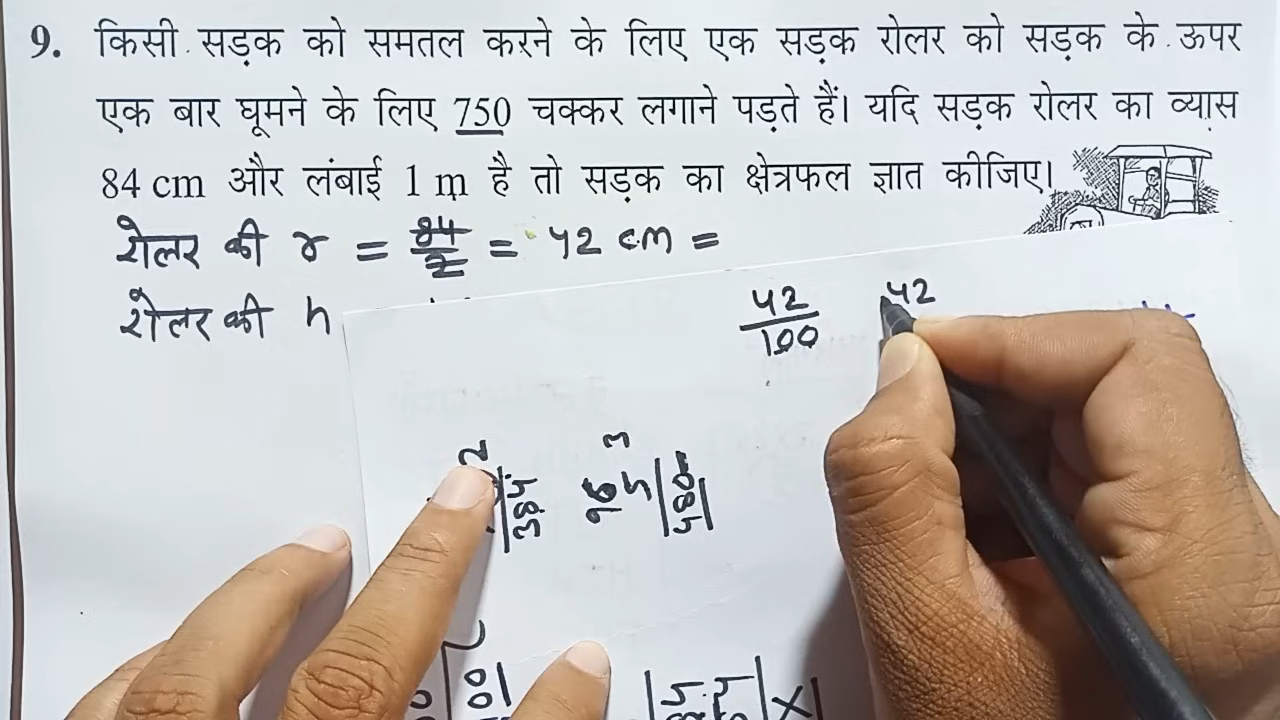 9. किसी सड़क को समतल करने के लिए एक सड़क रोलर को सड़क के ऊपर
एक बार घूमने के लिए 750 चक्कर लगाने पड़ते हैं। यदि सड़क रोलर का व्यास
84 cm और लंबाई 1 m है तो सड़क का क्षेत्रफल ज्ञात कीजिए।
रोलर की r = 84/2 = 42 cm =
रोलर की h
42/100 42